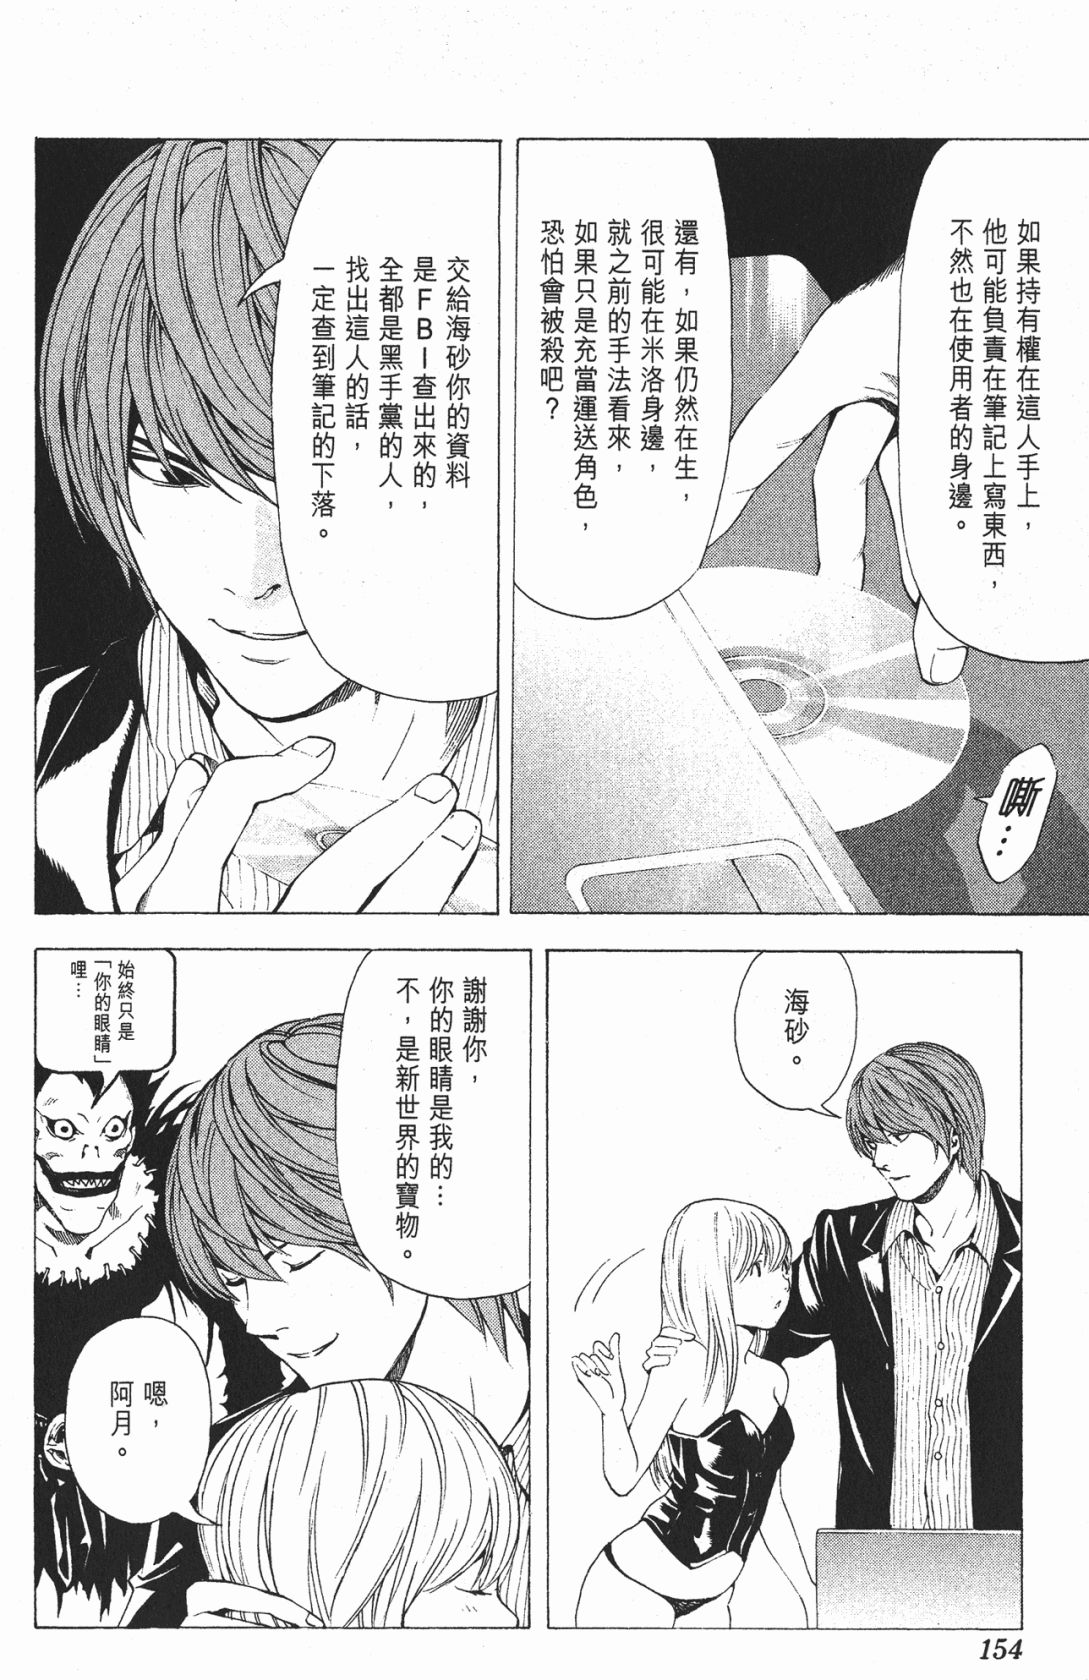 如果持有權在這人手上，
他可能負責在筆記上寫東西，
不然也在使用者的身邊。
還有，如果仍然在生，
很可能在米洛身邊，
就之前的手法看來，
如果只是充當運送角色，
恐怕會被殺吧？
嘶…
交給海砂你的資料
是FBI查出來的，
全都是黑手黨的人，
找出這人的話，
一定查到筆記的下落。
海砂。
謝謝你，
你的眼睛是我的…
不，是新世界的寶物。
始終只是
「你的眼睛」
哩…
嗯，
阿月。
154